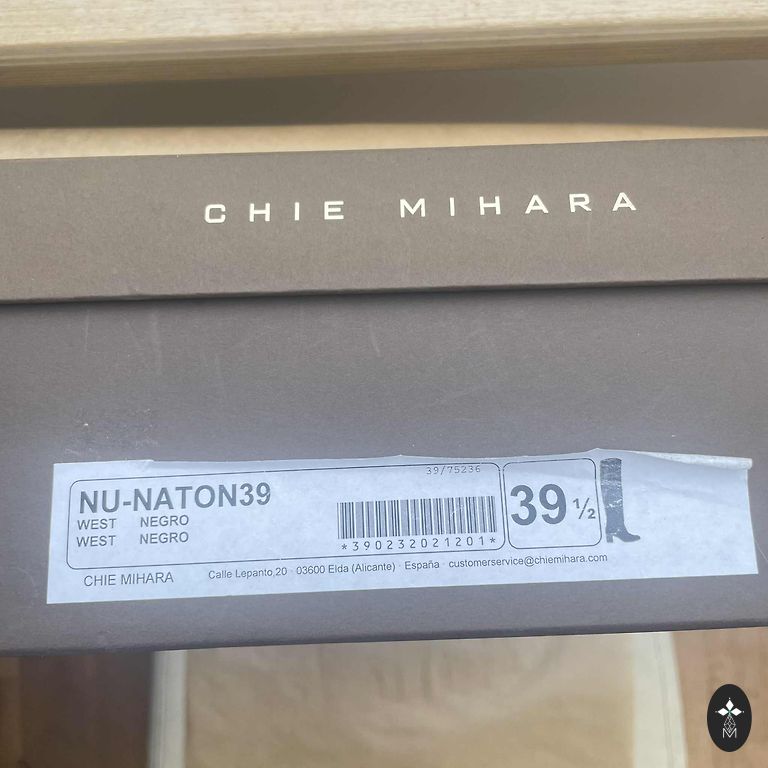 CHIE MIHARA
39/75236
NU-NATON39
WEST NEGRO
WEST NEGRO
*390232021201*
39 ½
CHIE MIHARA Calle Lepanto,20 · 03600 Elda (Alicante) · España · customerservice@chiemihara.com
M